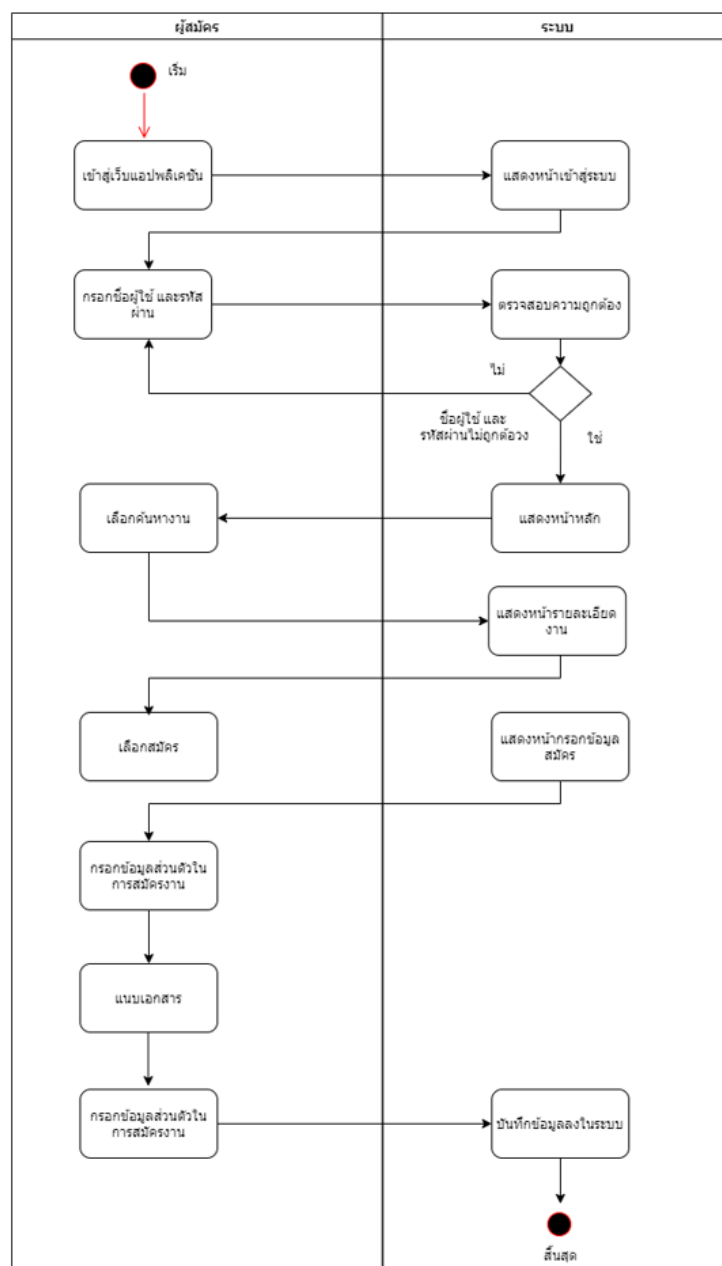 ผู้สมัคร
ระบบ
เริ่ม
เข้าสู่เว็บแอปพลิเคชัน
แสดงหน้าเข้าสู่ระบบ
กรอกชื่อผู้ใช้ และรหัส
ผ่าน
ตรวจสอบความถูกต้อง
ไม่
ชื่อผู้ใช้ และ
รหัสผ่านไม่ถูกต้อวง
ใช่
เลือกค้นหางาน
แสดงหน้าหลัก
แสดงหน้ารายละเอียด
งาน
เลือกสมัคร
แสดงหน้ากรอกข้อมูล
สมัคร
กรอกข้อมูลส่วนตัวใน
การสมัครงาน
แนบเอกสาร
กรอกข้อมูลส่วนตัวใน
การสมัครงาน
บันทึกข้อมูลลงในระบบ
สิ้นสุด